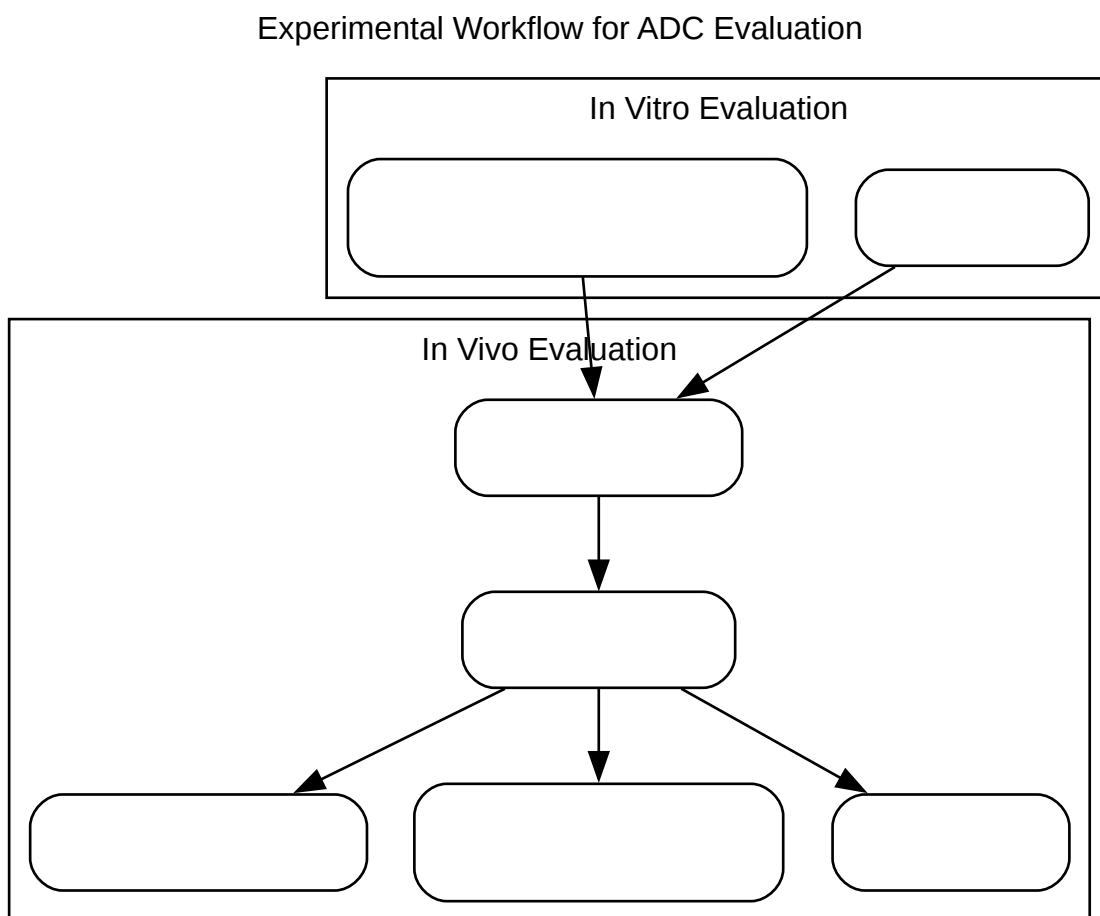 Experimental Workflow for ADC Evaluation
In Vitro Evaluation
In Vivo Evaluation